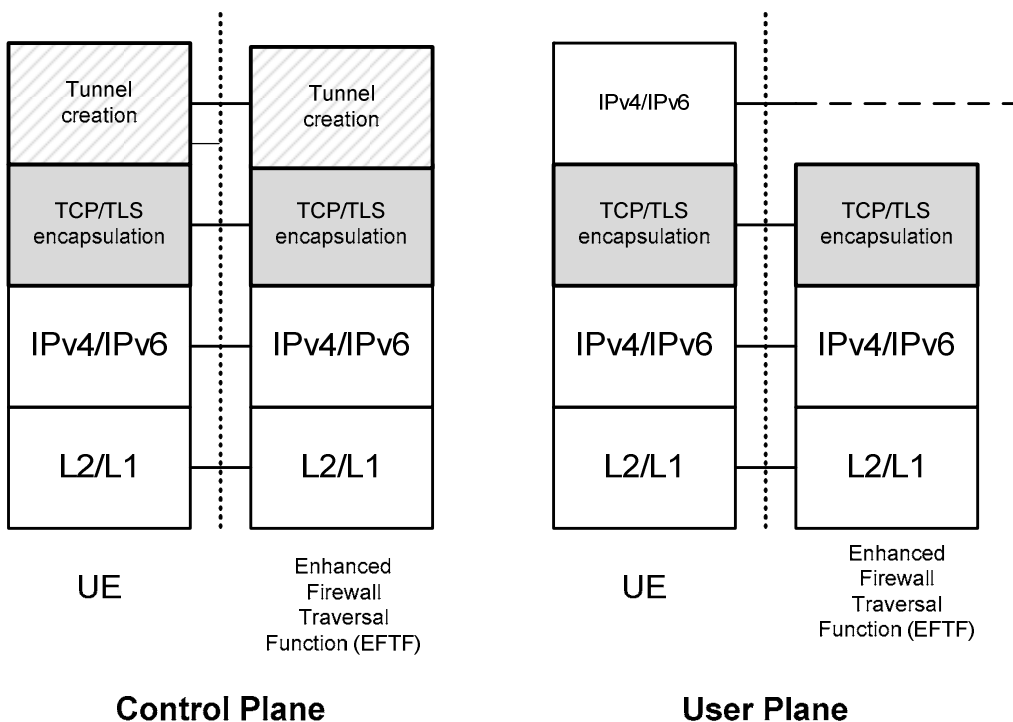 Tunnel
creation
Tunnel
creation
TCP/TLS
encapsulation
TCP/TLS
encapsulation
IPv4/IPv6
IPv4/IPv6
L2/L1
L2/L1
UE
Enhanced
Firewall
Traversal
Function (EFTF)
Control Plane
IPv4/IPv6
TCP/TLS
encapsulation
TCP/TLS
encapsulation
IPv4/IPv6
IPv4/IPv6
L2/L1
L2/L1
UE
Enhanced
Firewall
Traversal
Function (EFTF)
User Plane